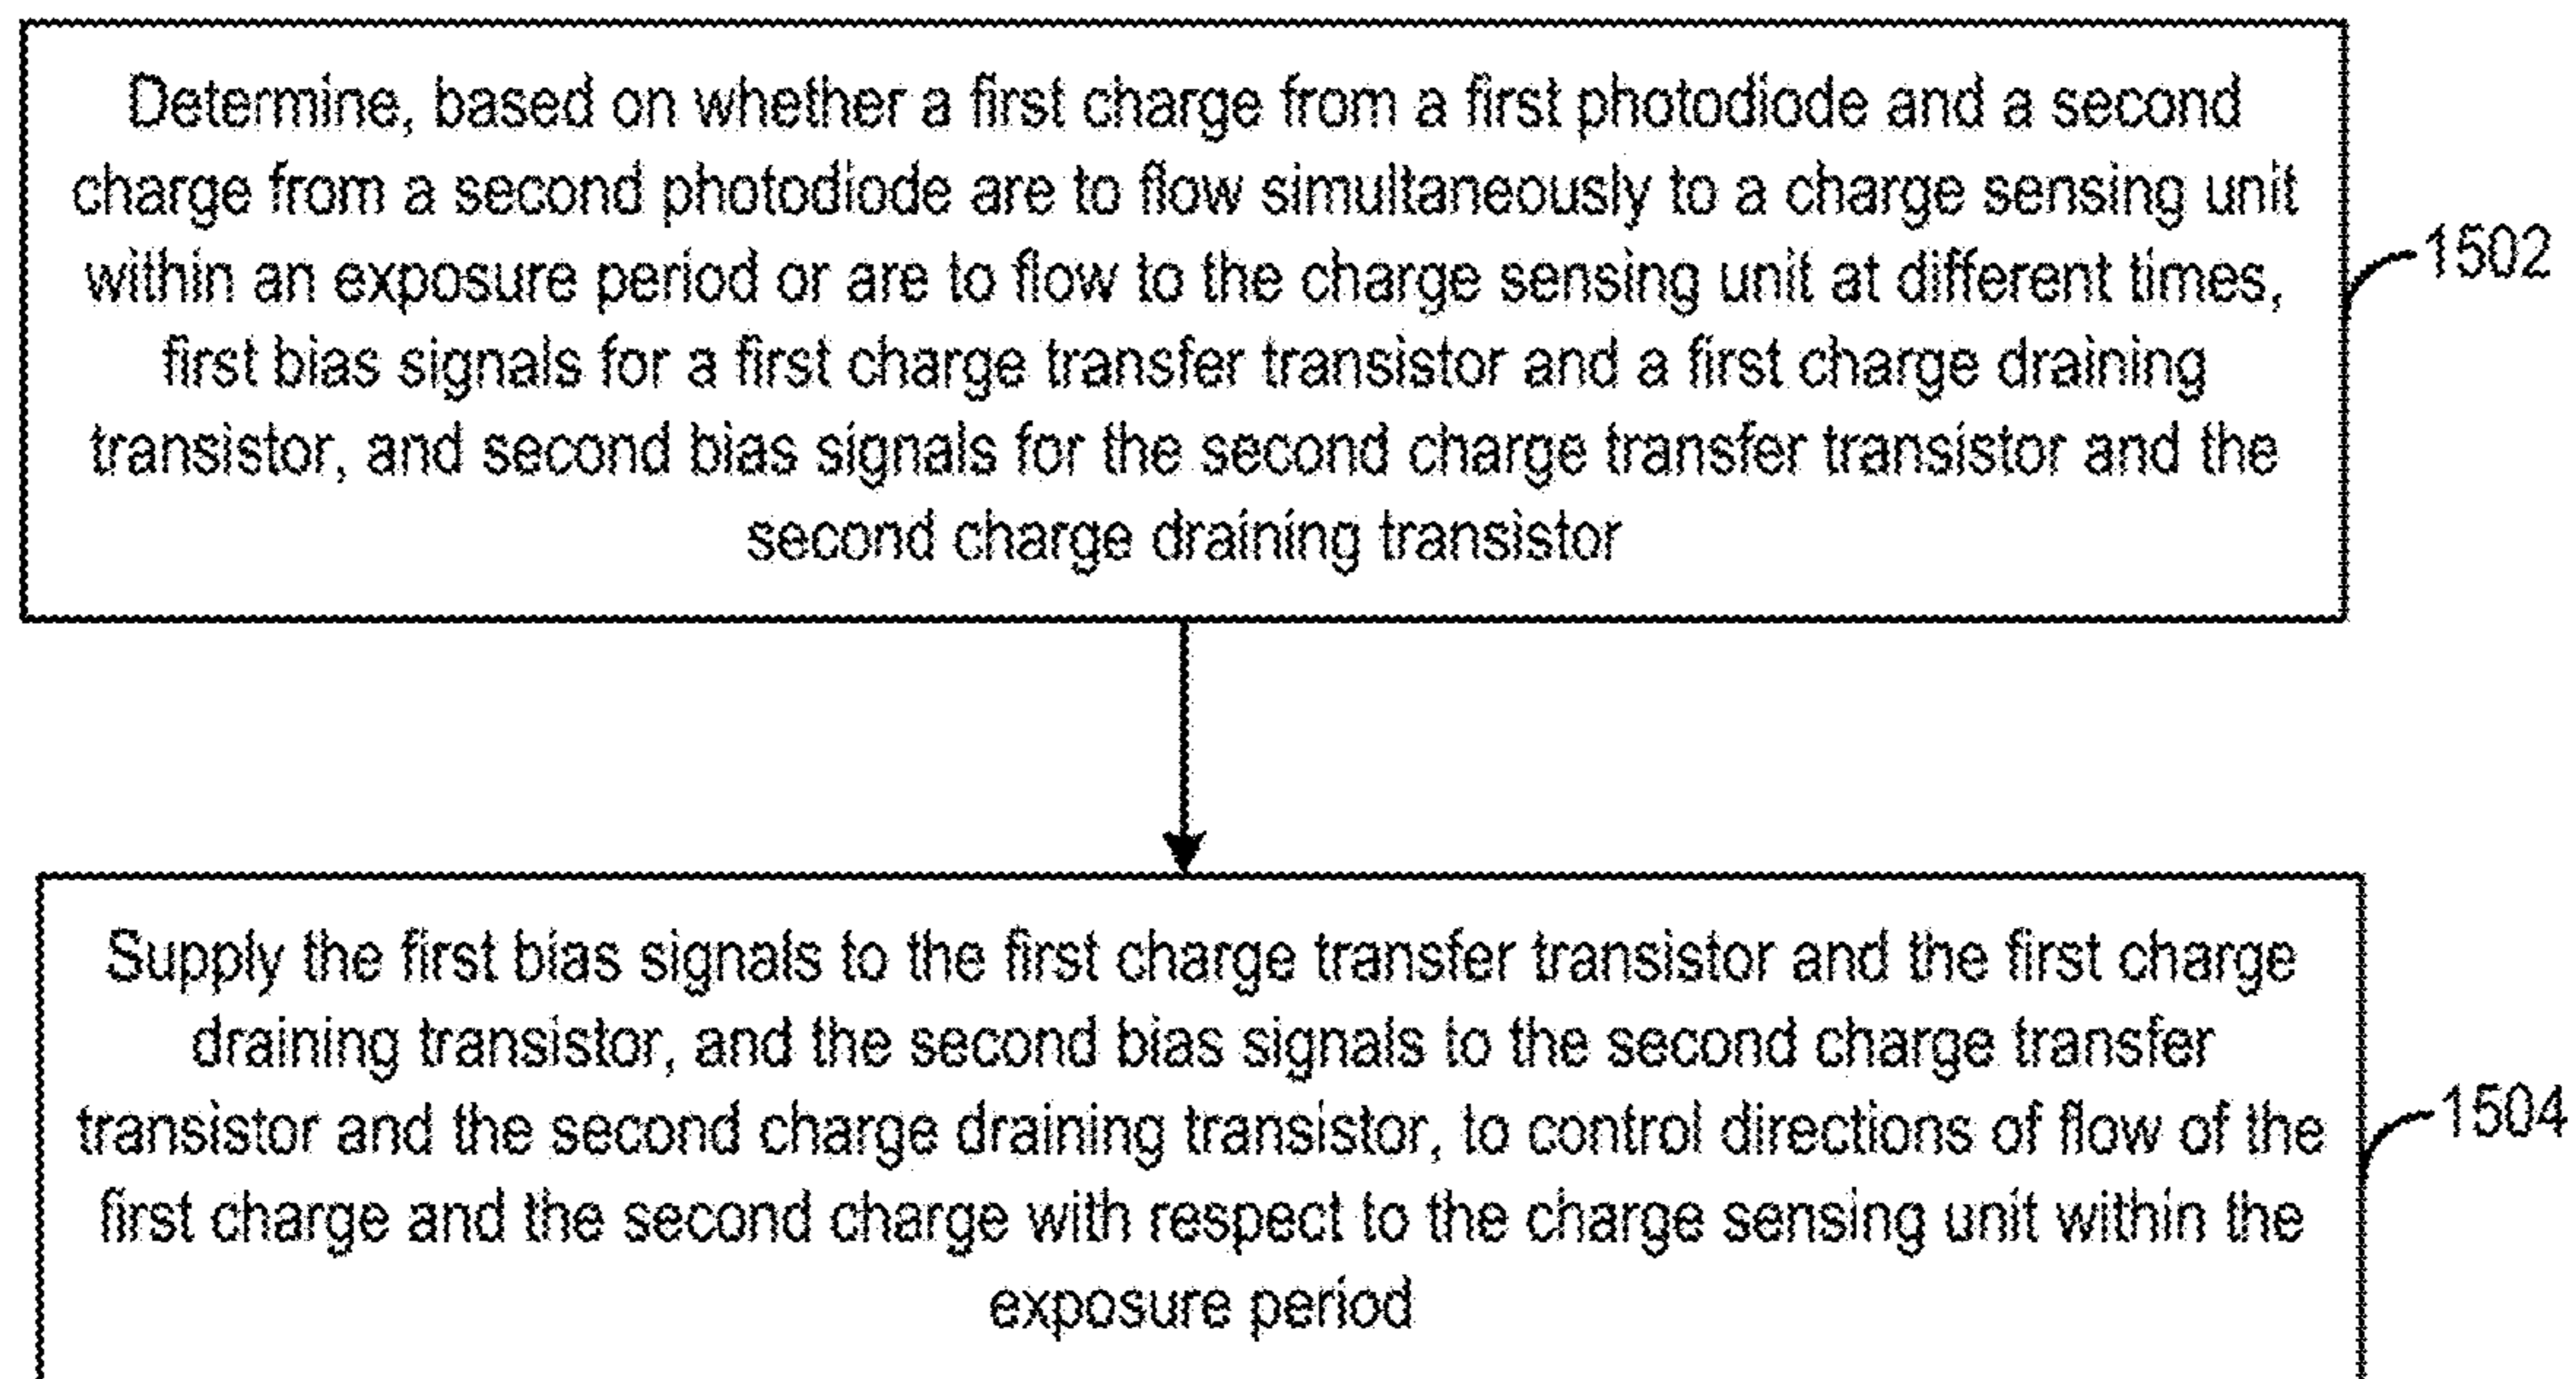 Determine, based on whether a first charge from a first photodiode and a second
charge from a second photodiode are to flow simultaneously to a charge sensing unit
within an exposure period or are to flow to the charge sensing unit at different times,
first bias signals for a first charge transfer transistor and a first charge draining
transistor, and second bias signals for the second charge transfer transistor and the
second charge draining transistor
1502
Supply the first bias signals to the first charge transfer transistor and the first charge
draining transistor, and the second bias signals to the second charge transfer
transistor and the second charge draining transistor, to control directions of flow of the
first charge and the second charge with respect to the charge sensing unit within the
exposure period
1504